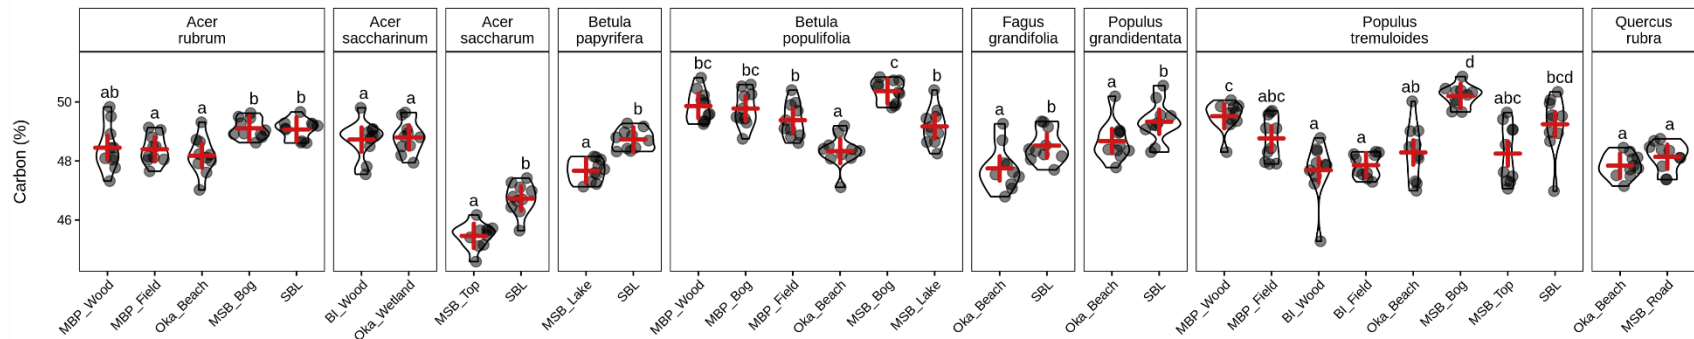 Acer
rubrum
Acer
saccharinum
Acer
saccharum
Betula
papyrifera
Betula
populifolia
Fagus
grandifolia
Populus
grandidentata
Populus
tremuloides
Quercus
rubra
Carbon (%)
50
48
46
ab
a
a
b
b
a
a
a
b
a
b
bc
bc
b
a
c
b
a
b
a
b
c
abc
ab
a
ab
d
abc
bcd
a
a
MBP_Wood
MBP_Field
Oka_Beach
MSB_Bog
SBL
BI_Wood
Oka_Wetland
MSB_Top
SBL
MSB_Lake
SBL
MBP_Wood
MBP_Bog
MBP_Field
Oka_Beach
MSB_Bog
MSB_Lake
Oka_Beach
SBL
Oka_Beach
SBL
MBP_Wood
MBP_Field
BI_Wood
BI_Field
Oka_Beach
MSB_Bog
MSB_Top
SBL
Oka_Beach
MSB_Road